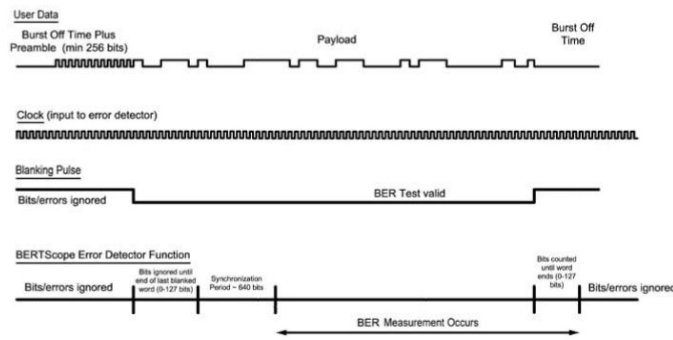 User Data
Burst Off Time Plus
Preamble (min 256 bits)
Payload
Burst Off
Time
Clock (input to error detector)
Blanking Pulse
Bits/errors ignored
BER Test valid
BERTScope Error Detector Function
Bits/errors ignored
Bits ignored until
end of last blanked
word (0-127 bits)
Synchronization
Period ~ 640 bits
Bits counted
until word
ends (0-127
bits)
Bits/errors ignored
BER Measurement Occurs